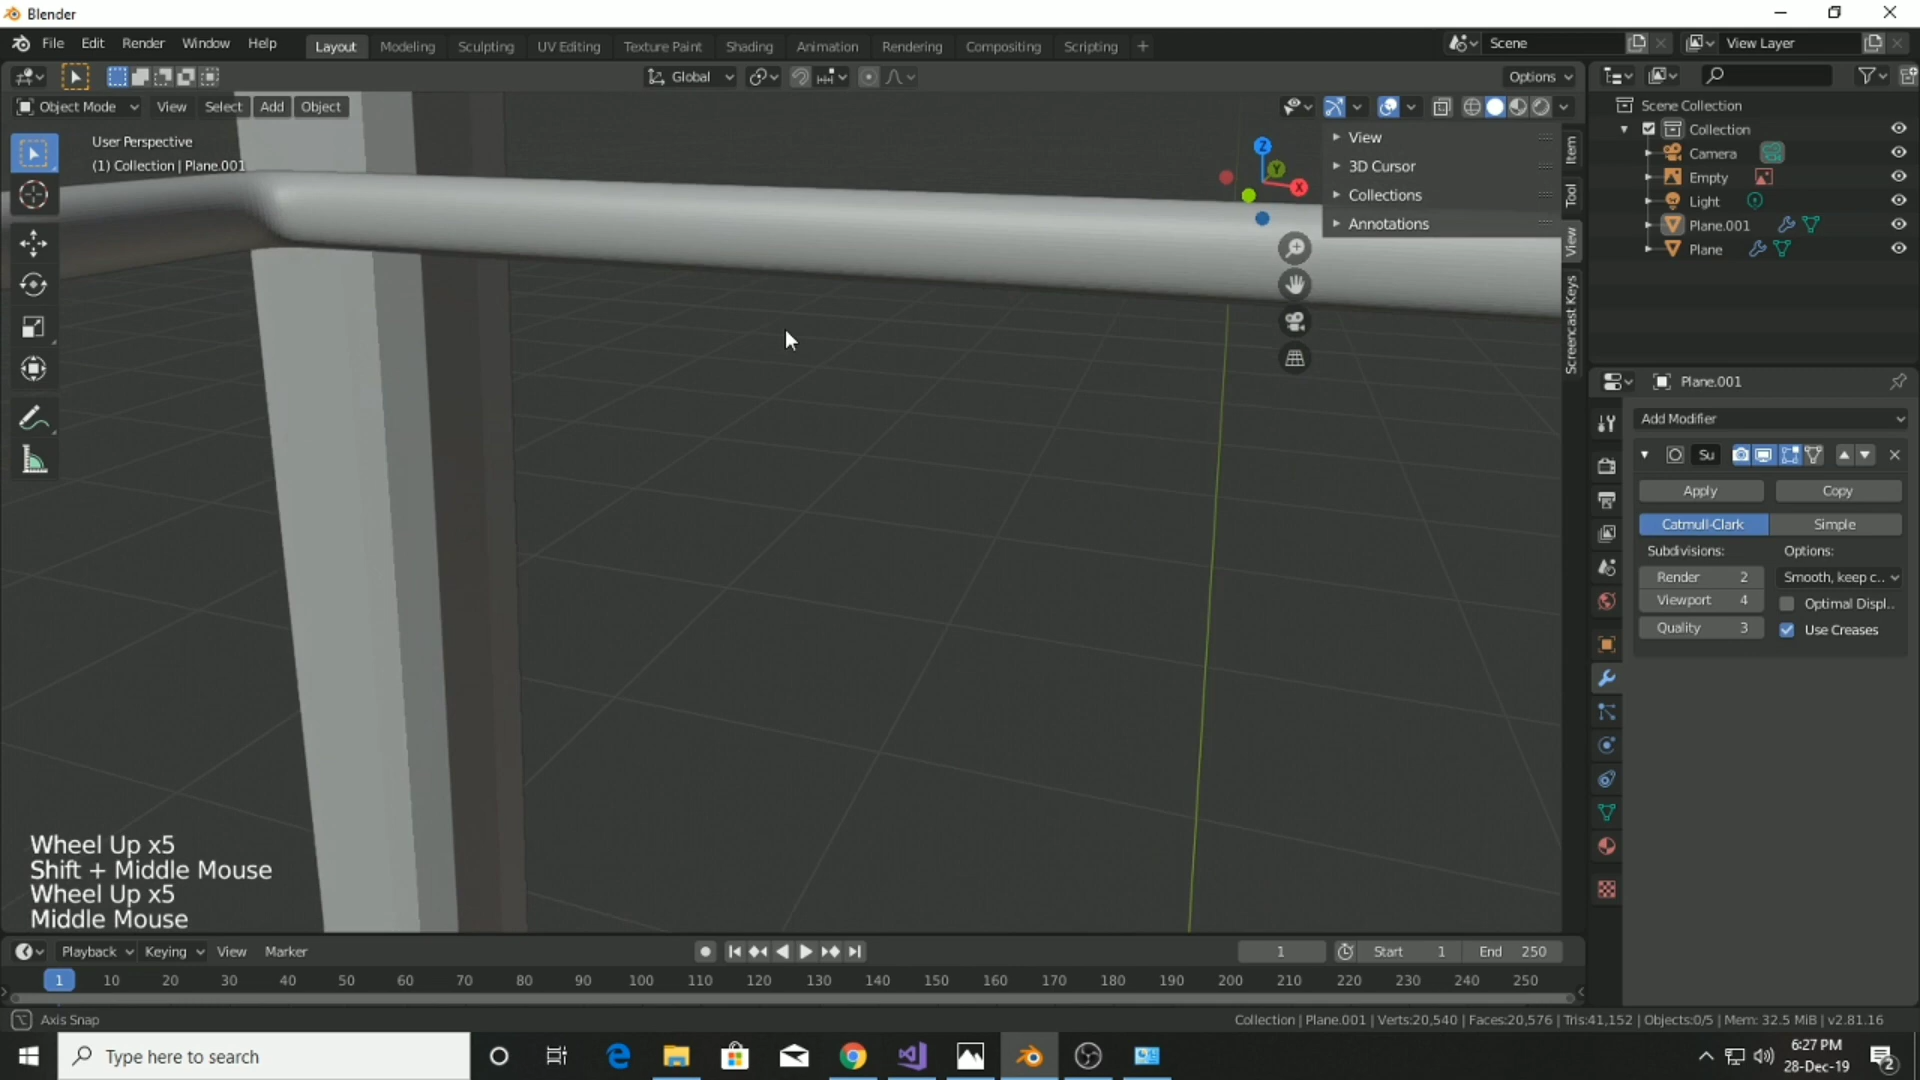 Blender
File Edit Render Window Help Layout Modeling Sculpting UV Editing Texture Paint Shading Animation Rendering Compositing Scripting + Scene View Layer
Global Options
Object Mode View Select Add Object
User Perspective
(1) Collection | Plane.001
View
3D Cursor
Collections
Annotations
Item
Tool
View
Screencast Keys
Z
Y
X
Scene Collection
Collection
Camera
Empty
Light
Plane.001
Plane
Plane.001
Add Modifier
Su
Apply Copy
Catmull-Clark Simple
Subdivisions: Options:
Render 2 Smooth, keep c..
Viewport 4 Optimal Displ..
Quality 3 Use Creases
Wheel Up x5
Shift + Middle Mouse
Wheel Up x5
Middle Mouse
Playback Keying View Marker 1 Start 1 End 250
1 10 20 30 40 50 60 70 80 90 100 110 120 130 140 150 160 170 180 190 200 210 220 230 240 250
Axis Snap Collection | Plane.001 | Verts:20,540 | Faces:20,576 | Tris:41,152 | Objects:0/5 | Mem: 32.5 MiB | v2.81.16
Type here to search
6:27 PM
28-Dec-19
2